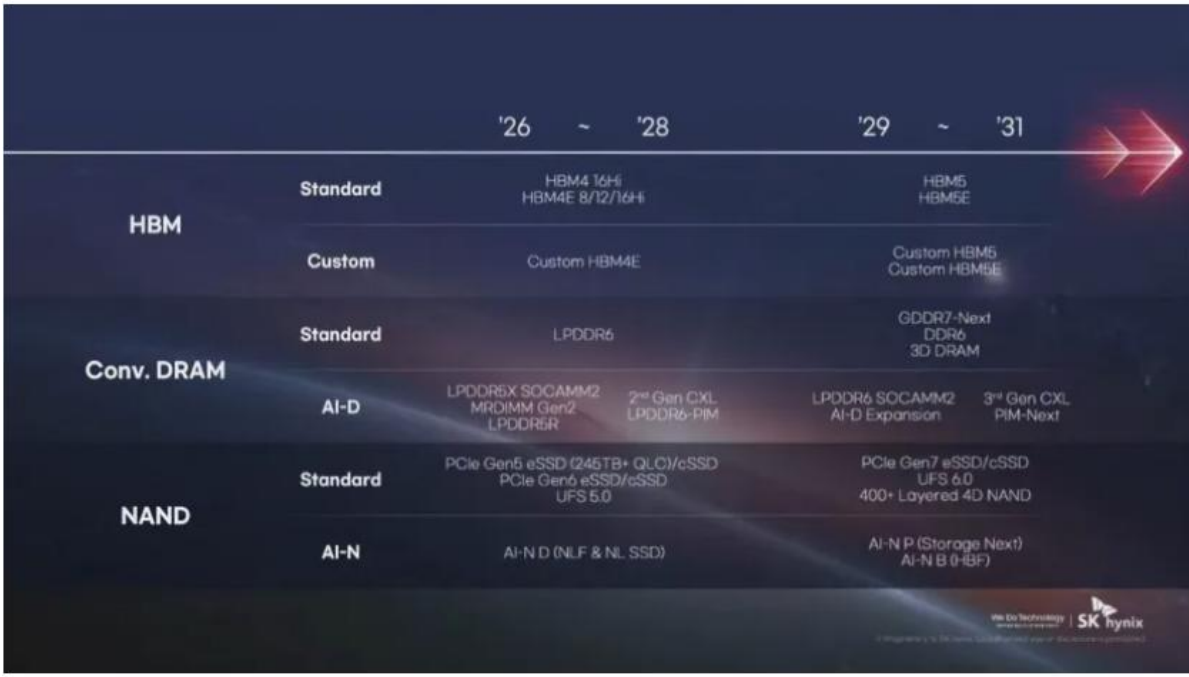 '26 ~ '28 '29 ~ '31
HBM
Standard
HBM4 16Hi
HBM4E 8/12/16Hi
HBM5
HBM5E
Custom
Custom HBM4E
Custom HBM5
Custom HBM5E
Conv. DRAM
Standard
LPDDR6
GDDR7-Next
DDR6
3D DRAM
AI-D
LPDDR5X SOCAMM2
MRDIMM Gen2
LPDDR5R
2nd Gen CXL
LPDDR6-PIM
LPDDR6 SOCAMM2
AI-D Expansion
3rd Gen CXL
PIM-Next
NAND
Standard
PCIe Gen5 eSSD (245TB+ QLC)/cSSD
PCIe Gen6 eSSD/cSSD
UFS 5.0
PCIe Gen7 eSSD/cSSD
UFS 6.0
400+ Layered 4D NAND
AI-N
AI-N D (NLF & NL SSD)
AI-N P (Storage Next)
AI-N B (HBF)
We Do Technology | SK hynix